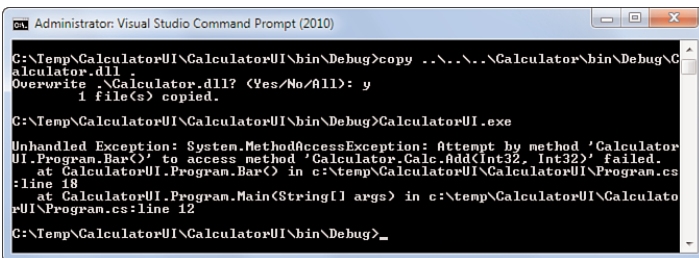 Administrator: Visual Studio Command Prompt (2010)
C:\Temp\CalculatorUI\CalculatorUI\bin\Debug>copy ..\..\..\Calculator\bin\Debug\C
alculator.dll .
Overwrite .\Calculator.dll? (Yes/No/All): y
        1 file(s) copied.
C:\Temp\CalculatorUI\CalculatorUI\bin\Debug>CalculatorUI.exe
Unhandled Exception: System.MethodAccessException: Attempt by method 'Calculator
UI.Program.Bar()' to access method 'Calculator.Calc.Add(Int32, Int32)' failed.
   at CalculatorUI.Program.Bar() in c:\temp\CalculatorUI\CalculatorUI\Program.cs
:line 18
   at CalculatorUI.Program.Main(String[] args) in c:\temp\CalculatorUI\Calculato
rUI\Program.cs:line 12
C:\Temp\CalculatorUI\CalculatorUI\bin\Debug>_